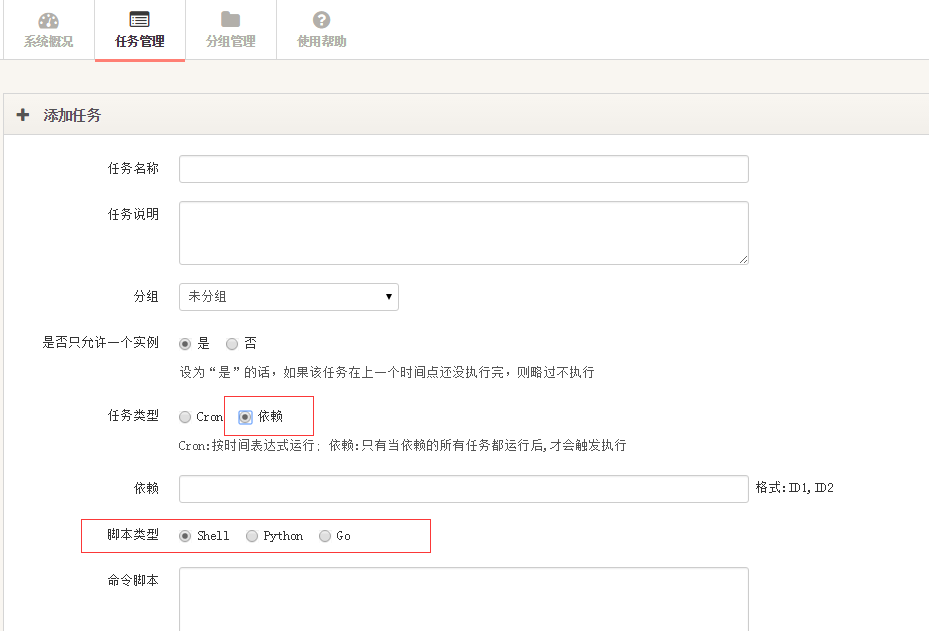 系统概况 任务管理 分组管理 使用帮助
添加任务
任务名称
任务说明
分组 未分组
是否只允许一个实例 是 否
设为“是”的话，如果该任务在上一个时间点还没执行完，则略过不执行
任务类型 Cron 依赖
Cron:按时间表达式运行; 依赖:只有当依赖的所有任务都运行后,才会触发执行
依赖 格式:ID1,ID2
脚本类型 Shell Python Go
命令脚本